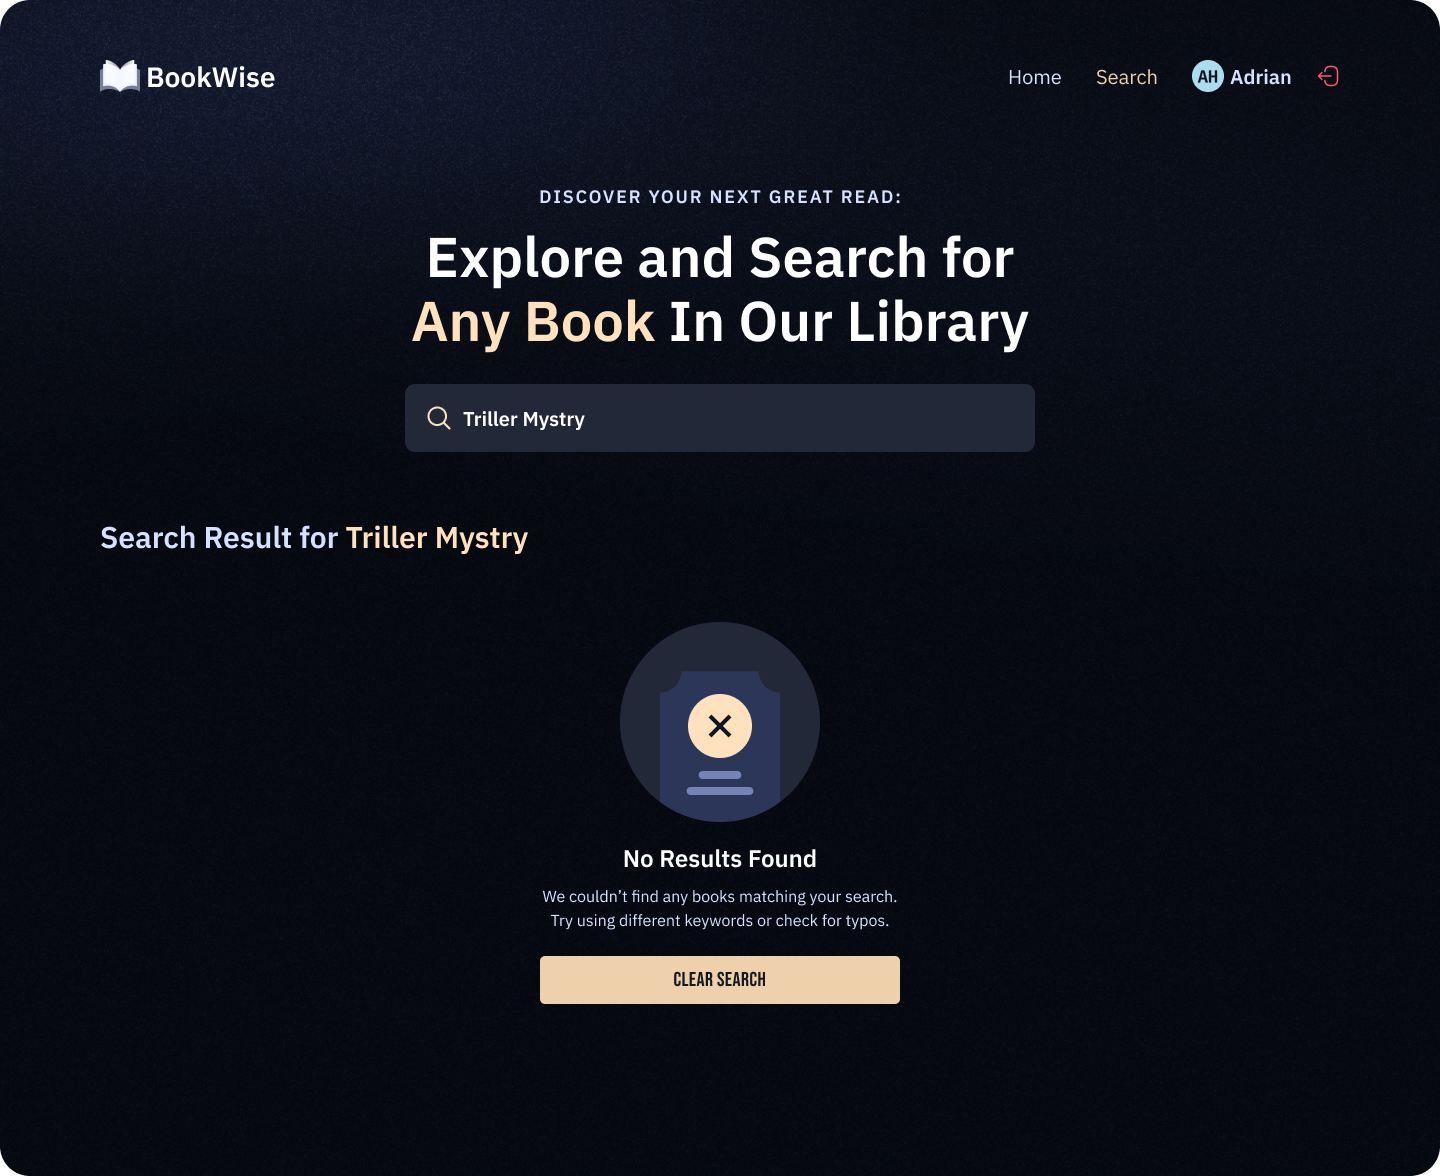 BookWise
Home
Search
AH
Adrian
DISCOVER YOUR NEXT GREAT READ:
Explore and Search for
Any Book In Our Library
Triller Mystry
Search Result for Triller Mystry
No Results Found
We couldn’t find any books matching your search.
Try using different keywords or check for typos.
CLEAR SEARCH